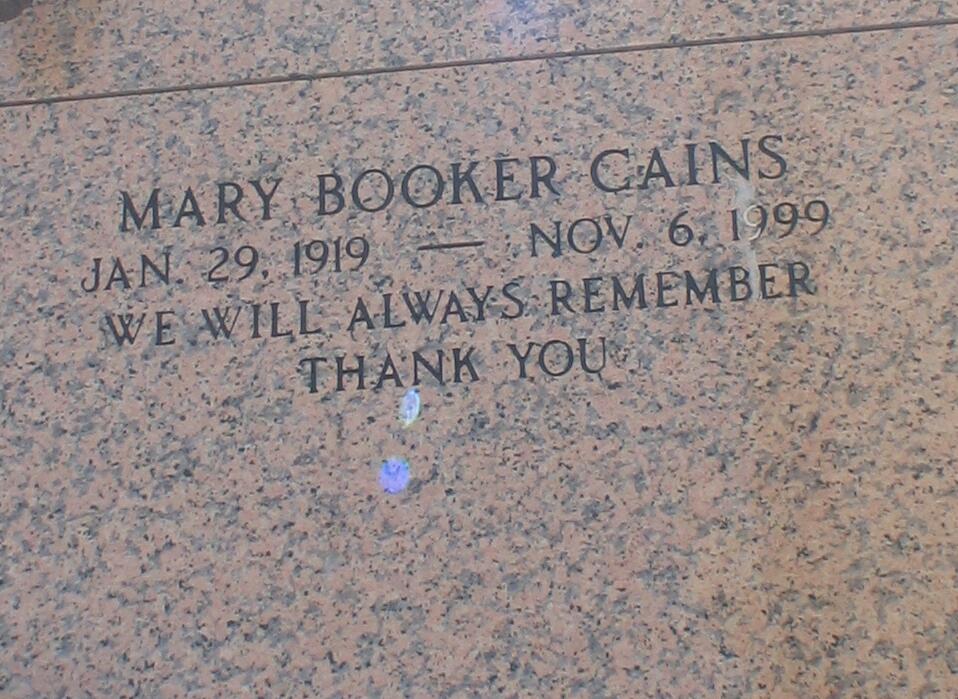 MARY BOOKER CAINS
JAN. 29, 1919 — NOV. 6, 1999
WE WILL ALWAYS REMEMBER
THANK YOU